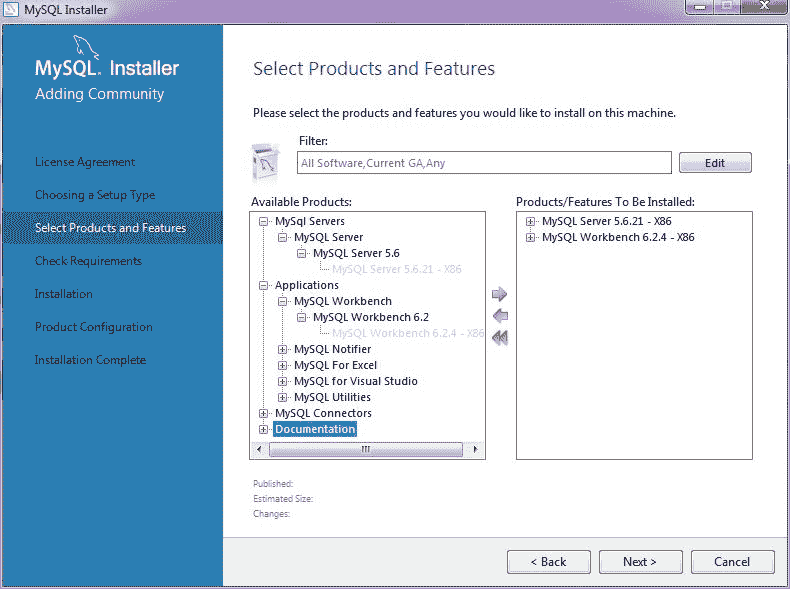 MySQL Installer
MySQL. Installer
Adding Community
License Agreement
Choosing a Setup Type
Select Products and Features
Check Requirements
Installation
Product Configuration
Installation Complete
Select Products and Features
Please select the products and features you would like to install on this machine.
Filter:
All Software,Current GA,Any
Edit
Available Products:
MySql Servers
MySQL Server
MySQL Server 5.6
MySQL Server 5.6.21 - X86
Applications
MySQL Workbench
MySQL Workbench 6.2
MySQL Workbench 6.2.4 - X86
MySQL Notifier
MySQL For Excel
MySQL for Visual Studio
MySQL Utilities
MySQL Connectors
Documentation
Products/Features To Be Installed:
MySQL Server 5.6.21 - X86
MySQL Workbench 6.2.4 - X86
Published:
Estimated Size:
Changes:
< Back
Next >
Cancel